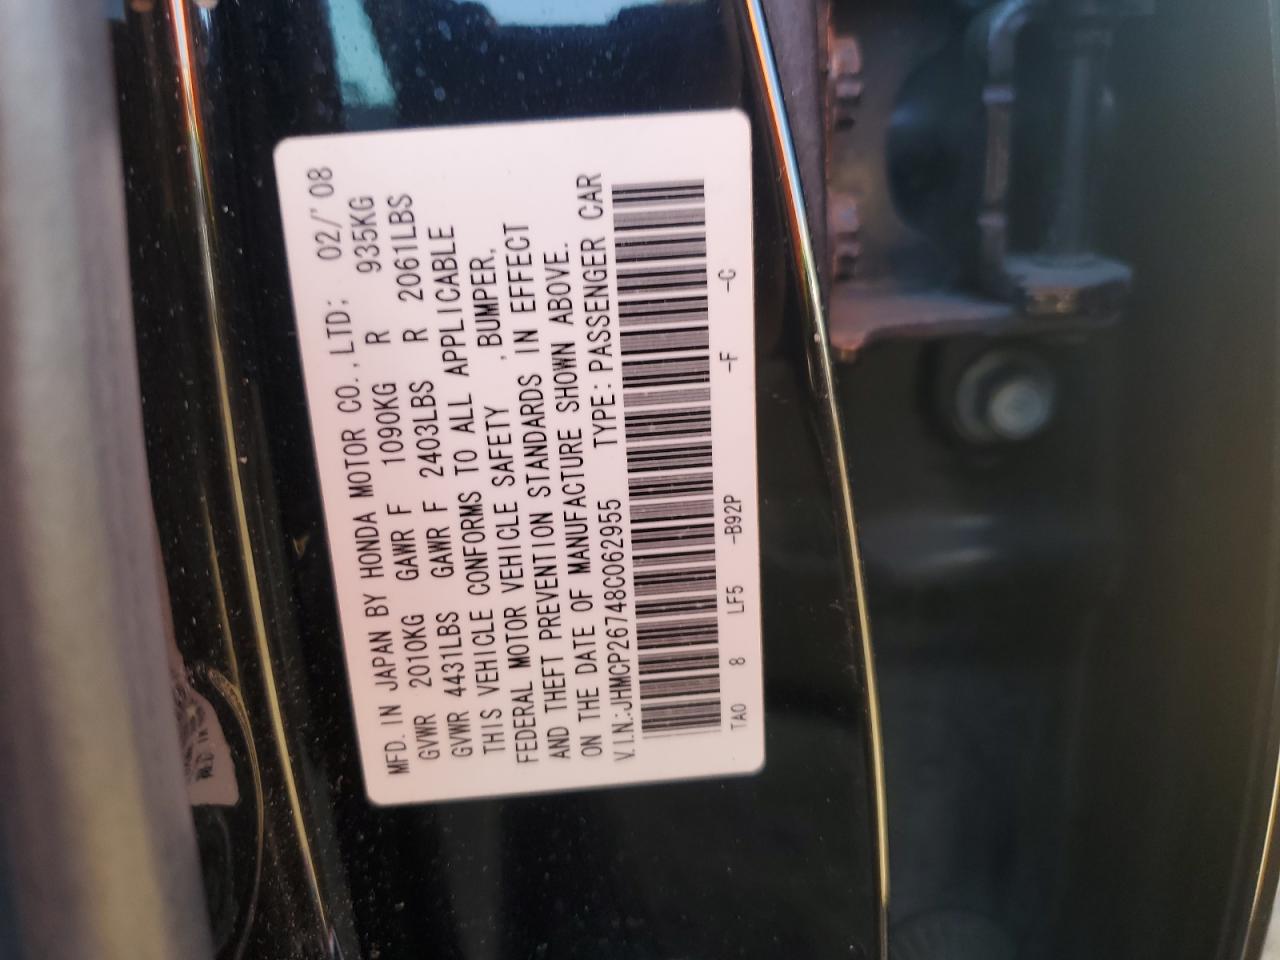 MFD. IN JAPAN BY HONDA MOTOR CO., LTD: 02/'08
GVWR 2010KG GAWR F 1090KG R 935KG
GVWR 4431LBS GAWR F 2403LBS R 2061LBS
THIS VEHICLE CONFORMS TO ALL APPLICABLE
FEDERAL MOTOR VEHICLE SAFETY , BUMPER,
AND THEFT PREVENTION STANDARDS IN EFFECT
ON THE DATE OF MANUFACTURE SHOWN ABOVE.
V.I.N.:JHMCP26748C062955 TYPE:PASSENGER CAR
TA0 8 LF5 -B92P -F -C